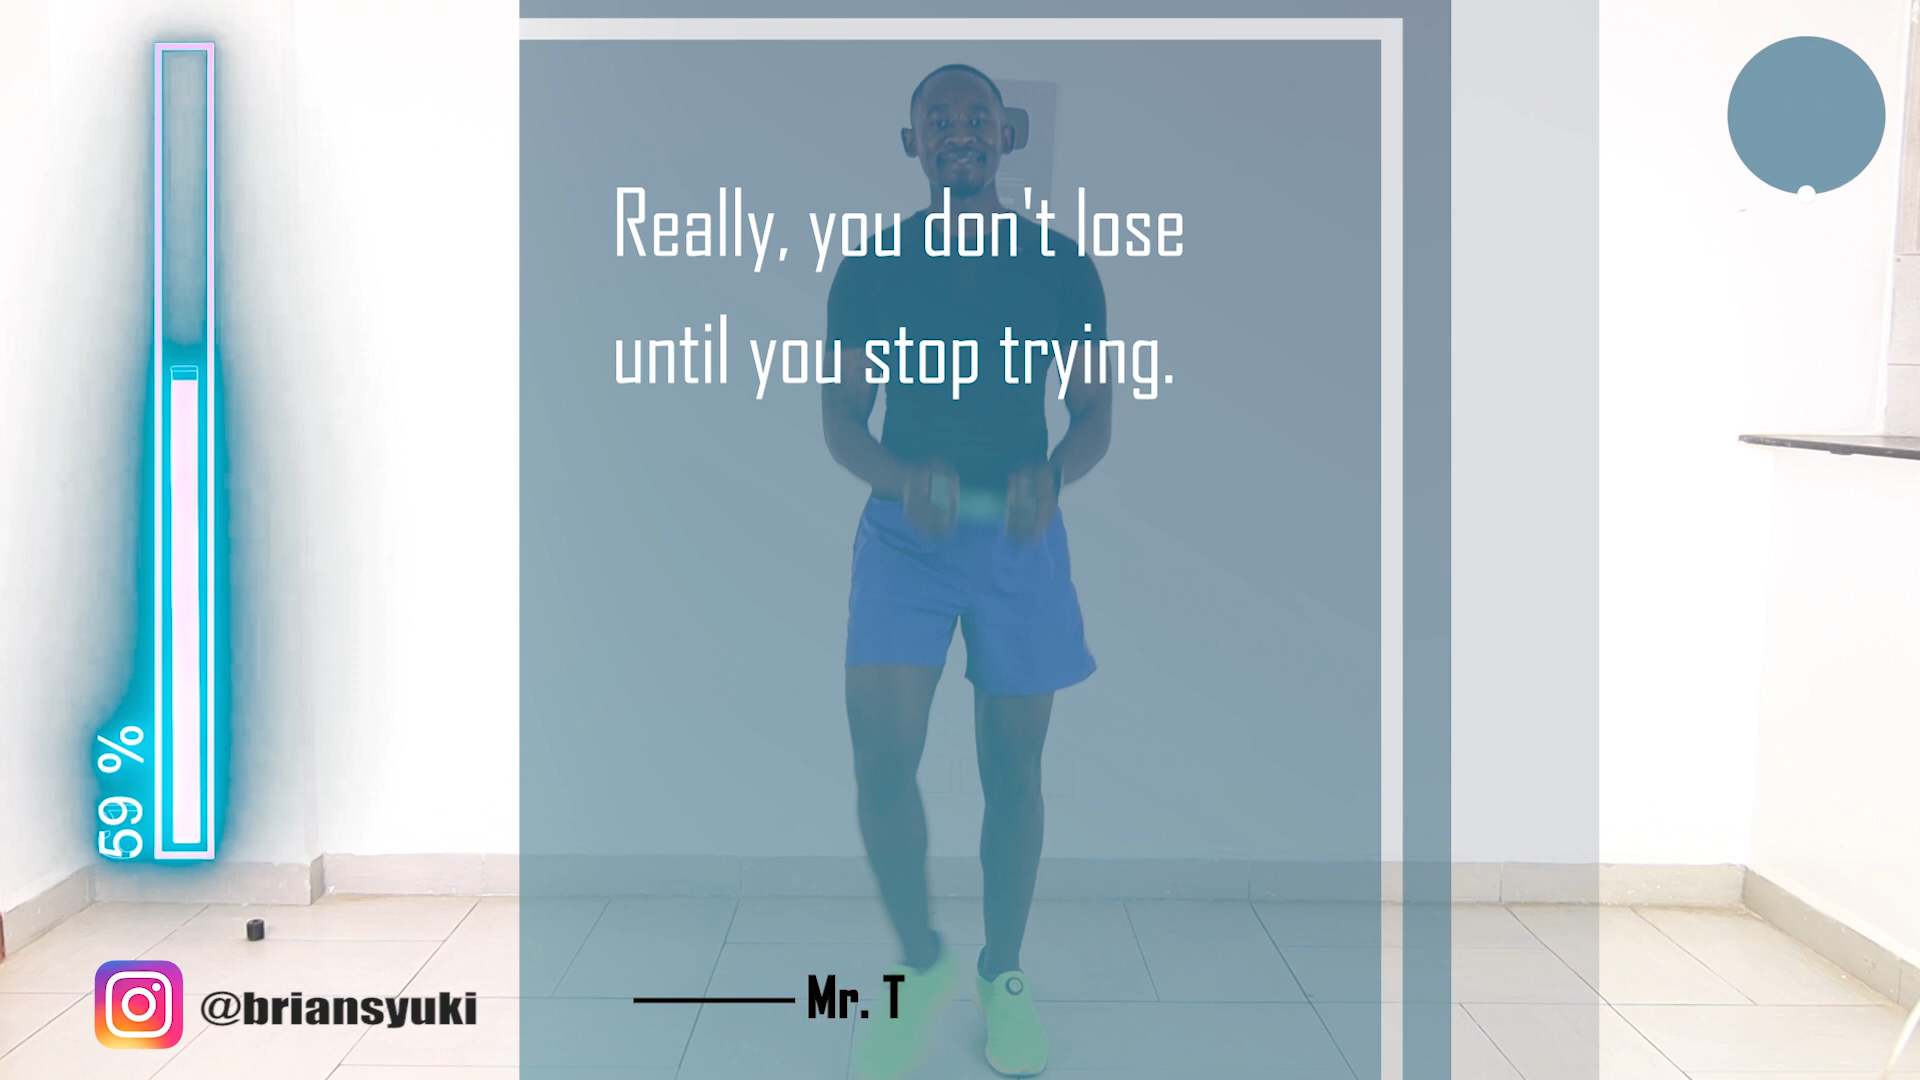 Really, you don't lose
until you stop trying.
59 %
@briansyuki
Mr. T